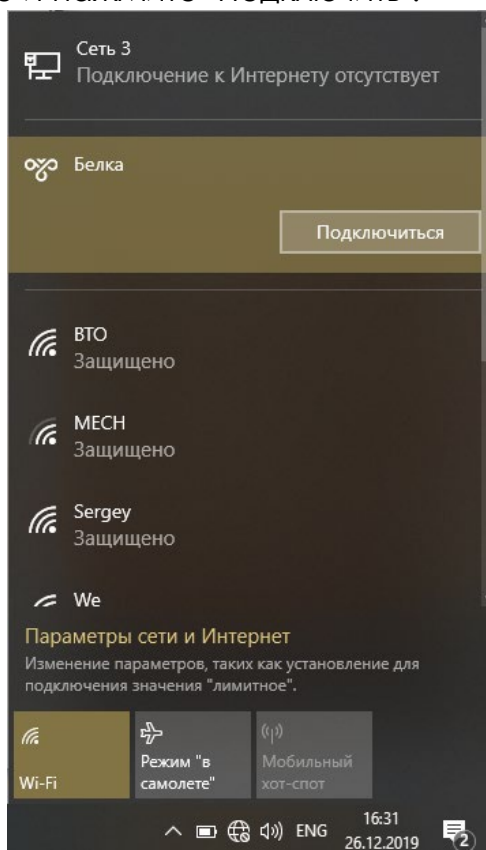 Сеть 3
Подключение к Интернету отсутствует
Белка
Подключиться
ВТО
Защищено
MECH
Защищено
Sergey
Защищено
We
Параметры сети и Интернет
Изменение параметров, таких как установление для
подключения значения "лимитное".
Wi-Fi
Режим "в
самолете"
Мобильный
хот-спот
ENG
16:31
26.12.2019
2